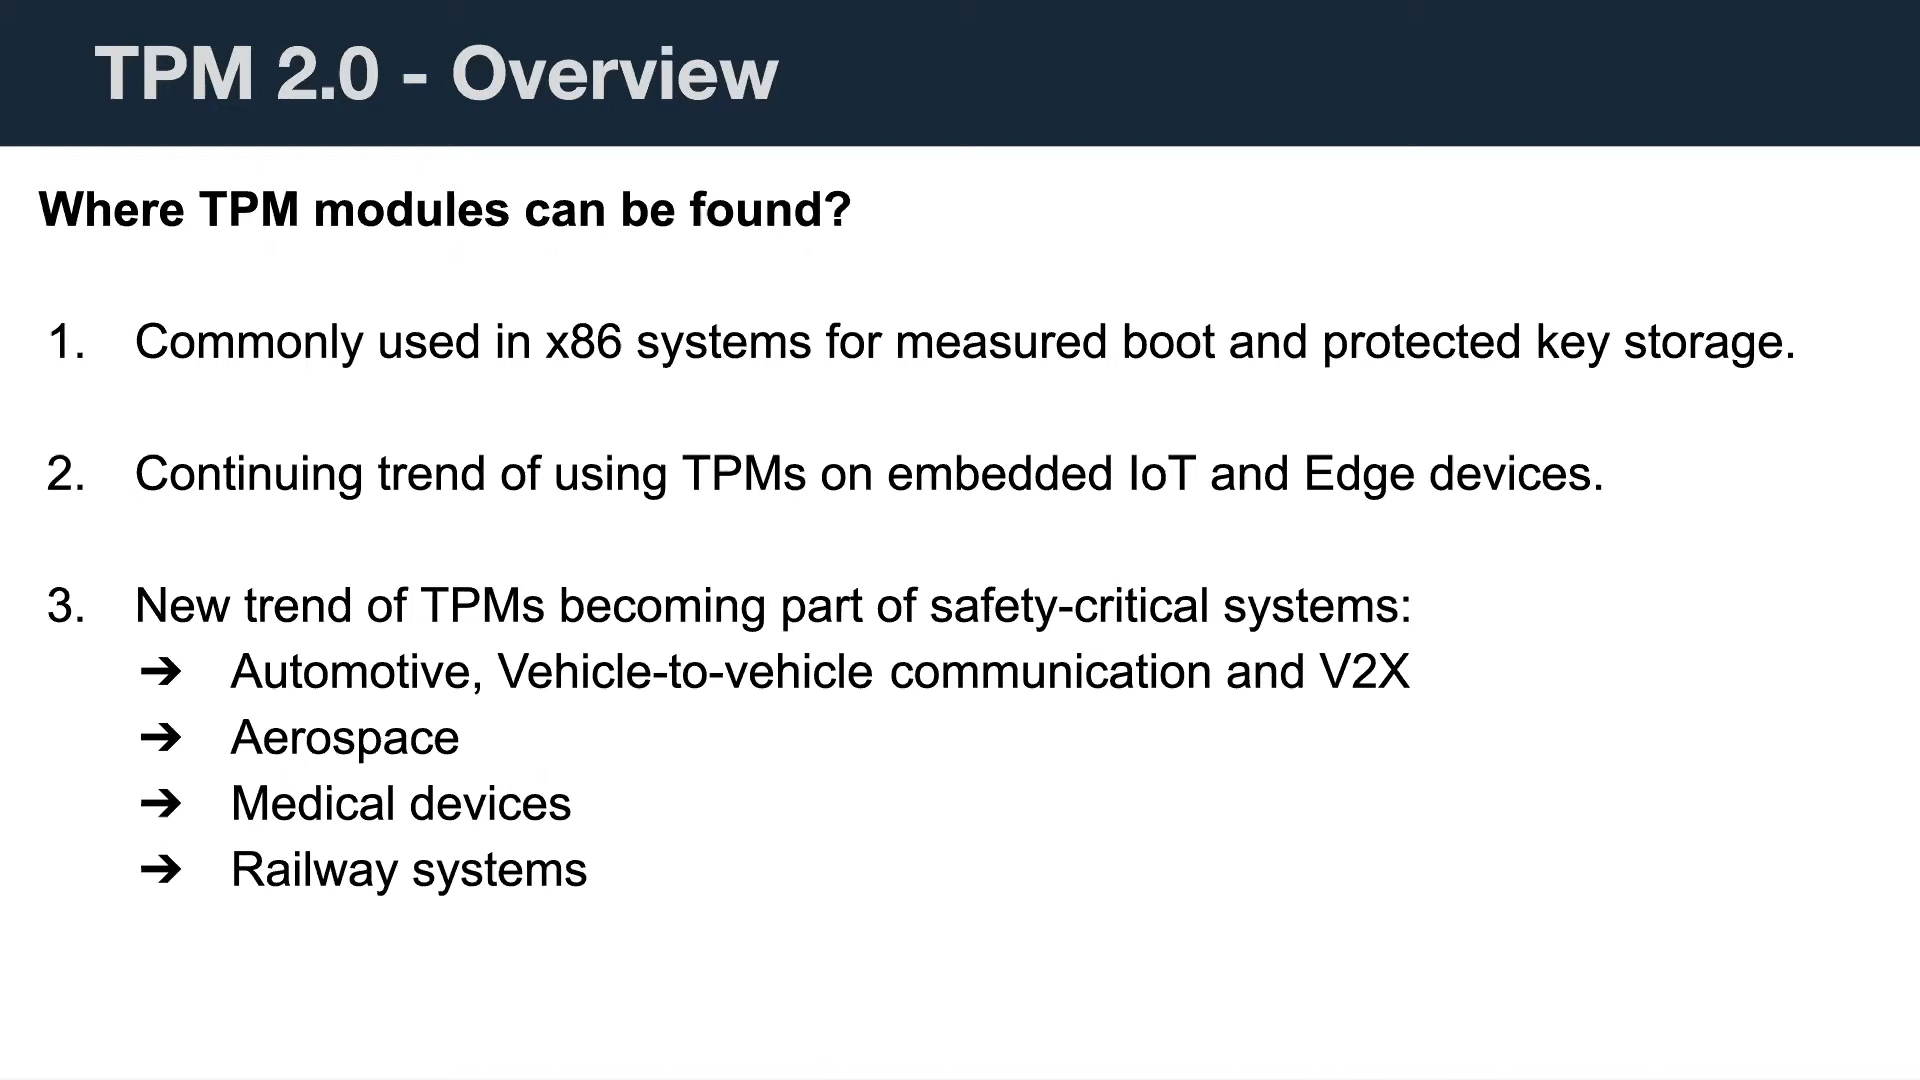 TPM 2.0 - Overview
Where TPM modules can be found?
1. Commonly used in x86 systems for measured boot and protected key storage.
2. Continuing trend of using TPMs on embedded IoT and Edge devices.
3. New trend of TPMs becoming part of safety-critical systems:
➔ Automotive, Vehicle-to-vehicle communication and V2X
➔ Aerospace
➔ Medical devices
➔ Railway systems